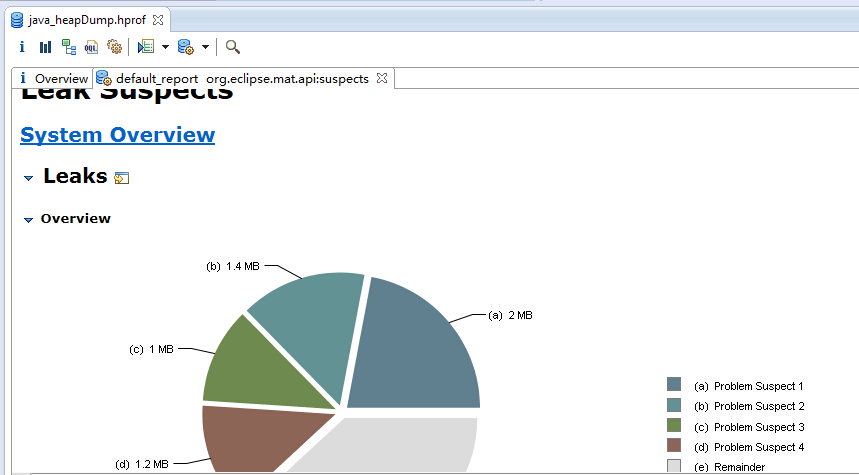 java_heapDump.hprof
i OQL
i Overview default_report org.eclipse.mat.api:suspects
Leak Suspects
System Overview
Leaks
Overview
(b) 1.4 MB
(a) 2 MB
(c) 1 MB
(d) 1.2 MB
(a) Problem Suspect 1
(b) Problem Suspect 2
(c) Problem Suspect 3
(d) Problem Suspect 4
(e) Remainder